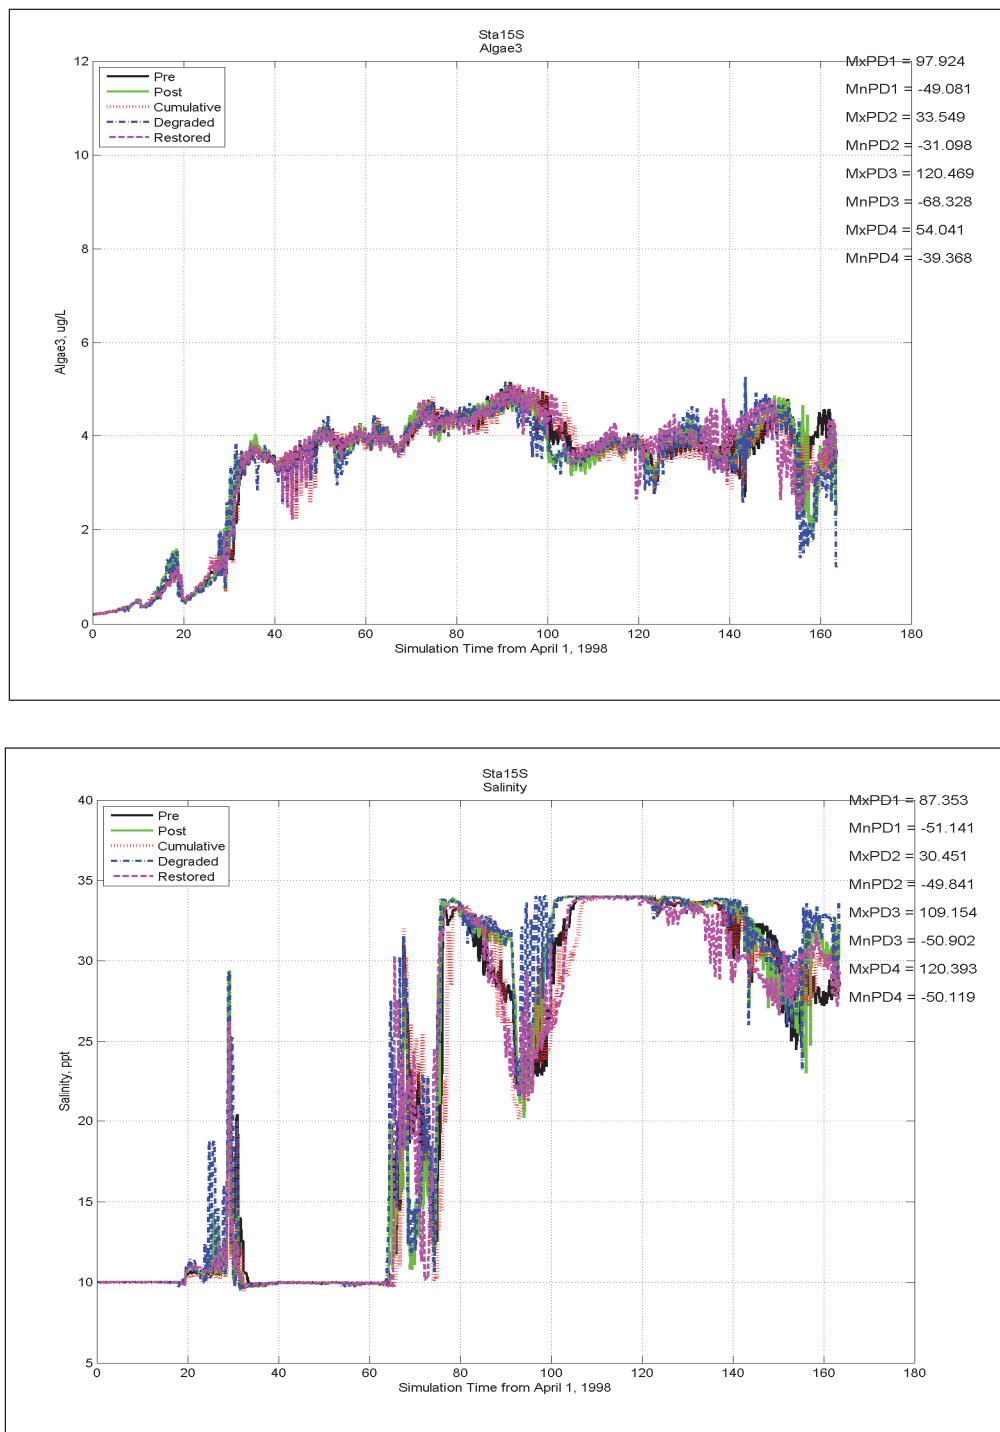 Sta15S
Algae3
12
10
8
6
4
2
0
Algae3, ug/L
Pre
Post
Cumulative
Degraded
Restored
MxPD1 = 97.924
MnPD1 = -49.081
MxPD2 = 33.549
MnPD2 = -31.098
MxPD3 = 120.469
MnPD3 = -68.328
MxPD4 = 54.041
MnPD4 = -39.368
0 20 40 60 80 100 120 140 160 180
Simulation Time from April 1, 1998
Sta15S
Salinity
40
35
30
25
20
15
10
5
Salinity, ppt
Pre
Post
Cumulative
Degraded
Restored
MxPD1 = 87.353
MnPD1 = -51.141
MxPD2 = 30.451
MnPD2 = -49.841
MxPD3 = 109.154
MnPD3 = -50.902
MxPD4 = 120.393
MnPD4 = -50.119
0 20 40 60 80 100 120 140 160 180
Simulation Time from April 1, 1998